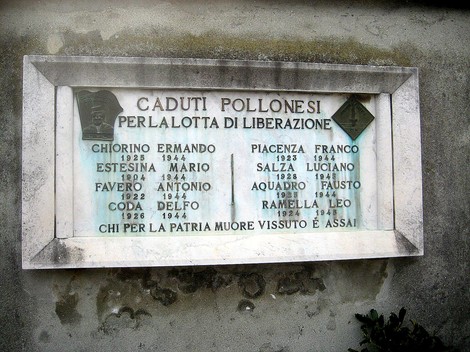 CADUTI POLLONESI
PER LA LOTTA DI LIBERAZIONE
CHIORINO ERMANDO
1925 1944
ESTESINA MARIO
1904 1944
FAVERO ANTONIO
1922 1944
CODA DELFO
1926 1944
PIACENZA FRANCO
1923 1944
SALZA LUCIANO
1928
AQUADRO FAUSTO
1944
RAMELLA LEO
1924
CHI PER LA PATRIA MUORE VISSUTO É ASSAI